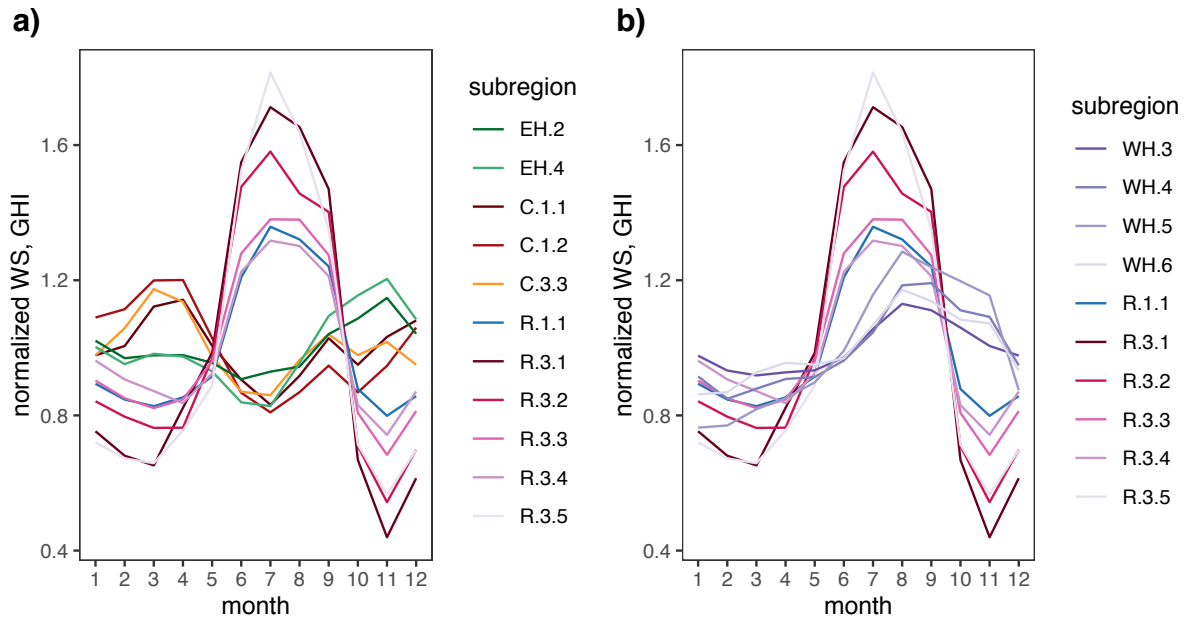 a)
normalized WS, GHI
1.6
1.2
0.8
0.4
1 2 3 4 5 6 7 8 9 10 11 12
month
subregion
EH.2
EH.4
C.1.1
C.1.2
C.3.3
R.1.1
R.3.1
R.3.2
R.3.3
R.3.4
R.3.5
b)
normalized WS, GHI
1.6
1.2
0.8
0.4
1 2 3 4 5 6 7 8 9 10 11 12
month
subregion
WH.3
WH.4
WH.5
WH.6
R.1.1
R.3.1
R.3.2
R.3.3
R.3.4
R.3.5